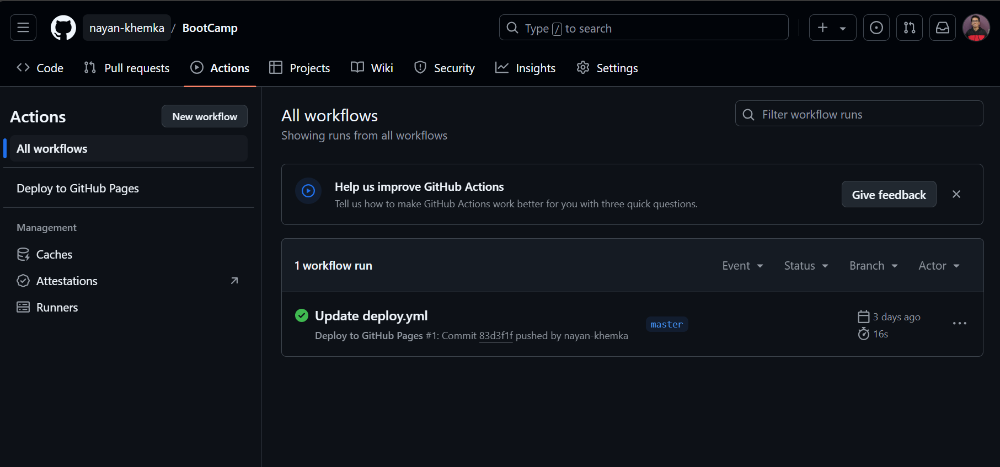 nayan-khemka / BootCamp
Type / to search
Code
Pull requests
Actions
Projects
Wiki
Security
Insights
Settings
Actions
New workflow
All workflows
Deploy to GitHub Pages
Management
Caches
Attestations
Runners
All workflows
Showing runs from all workflows
Filter workflow runs
Help us improve GitHub Actions
Tell us how to make GitHub Actions work better for you with three quick questions.
Give feedback
1 workflow run
Event
Status
Branch
Actor
Update deploy.yml
Deploy to GitHub Pages #1: Commit 83d3f1f pushed by nayan-khemka
master
3 days ago
16s